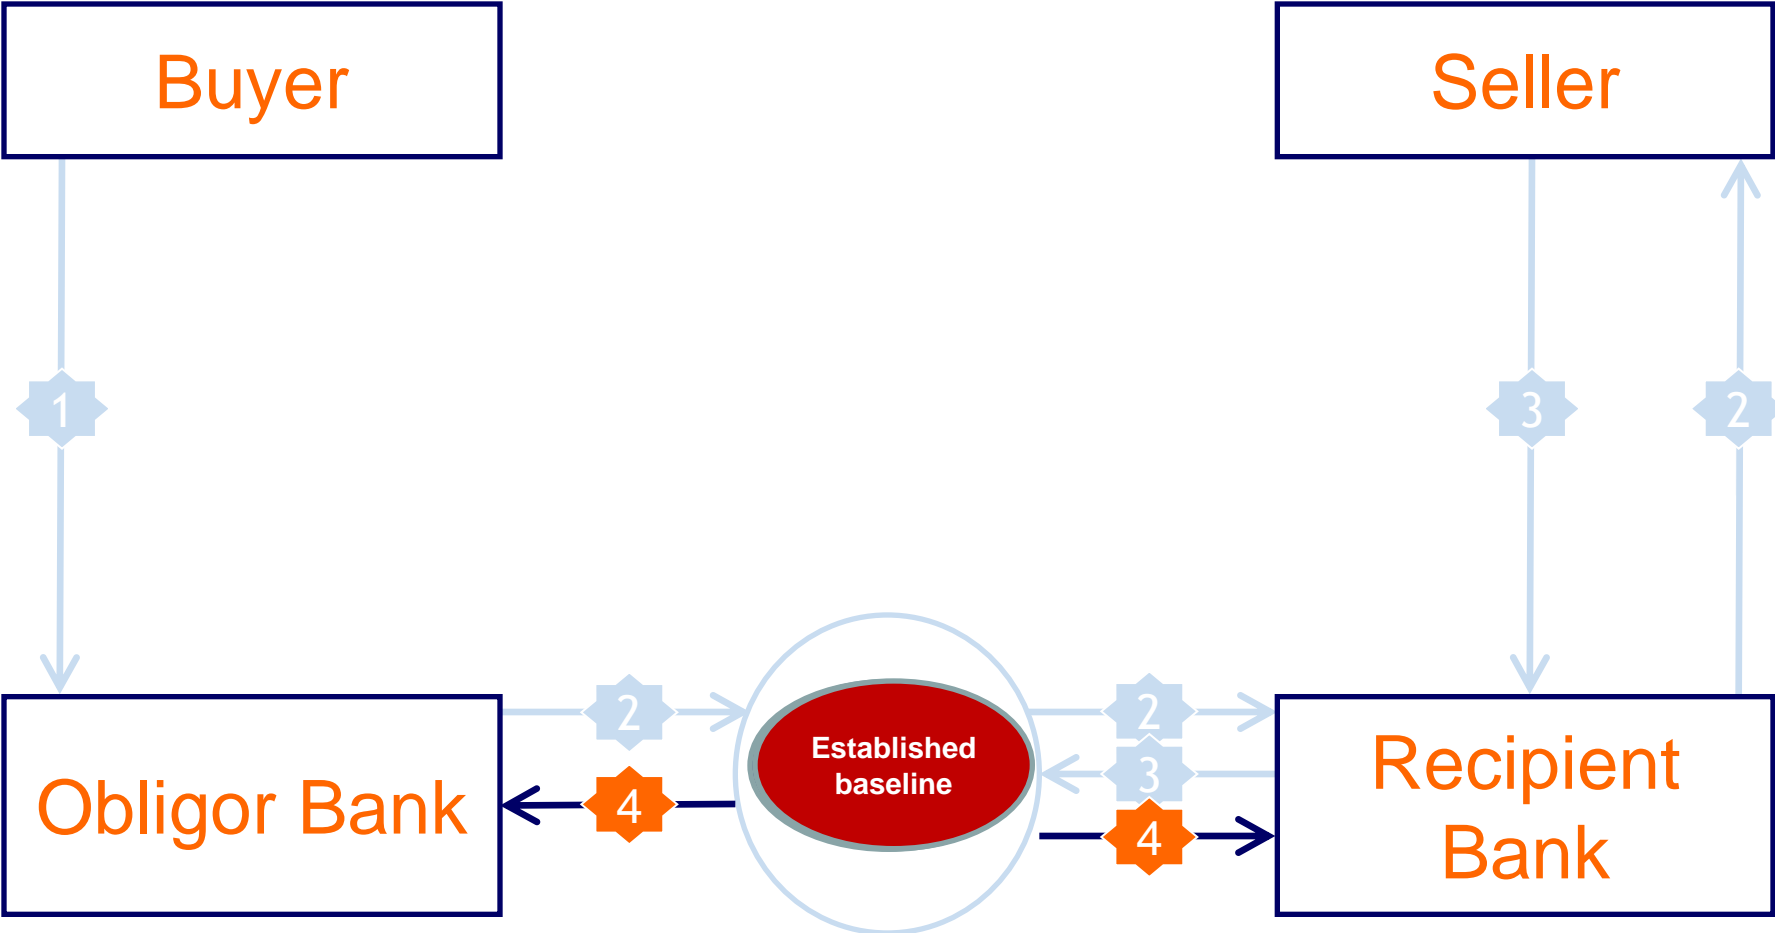 Buyer
Seller
1
3
2
2
2
Established
baseline
3
4
4
Obligor Bank
Recipient
Bank